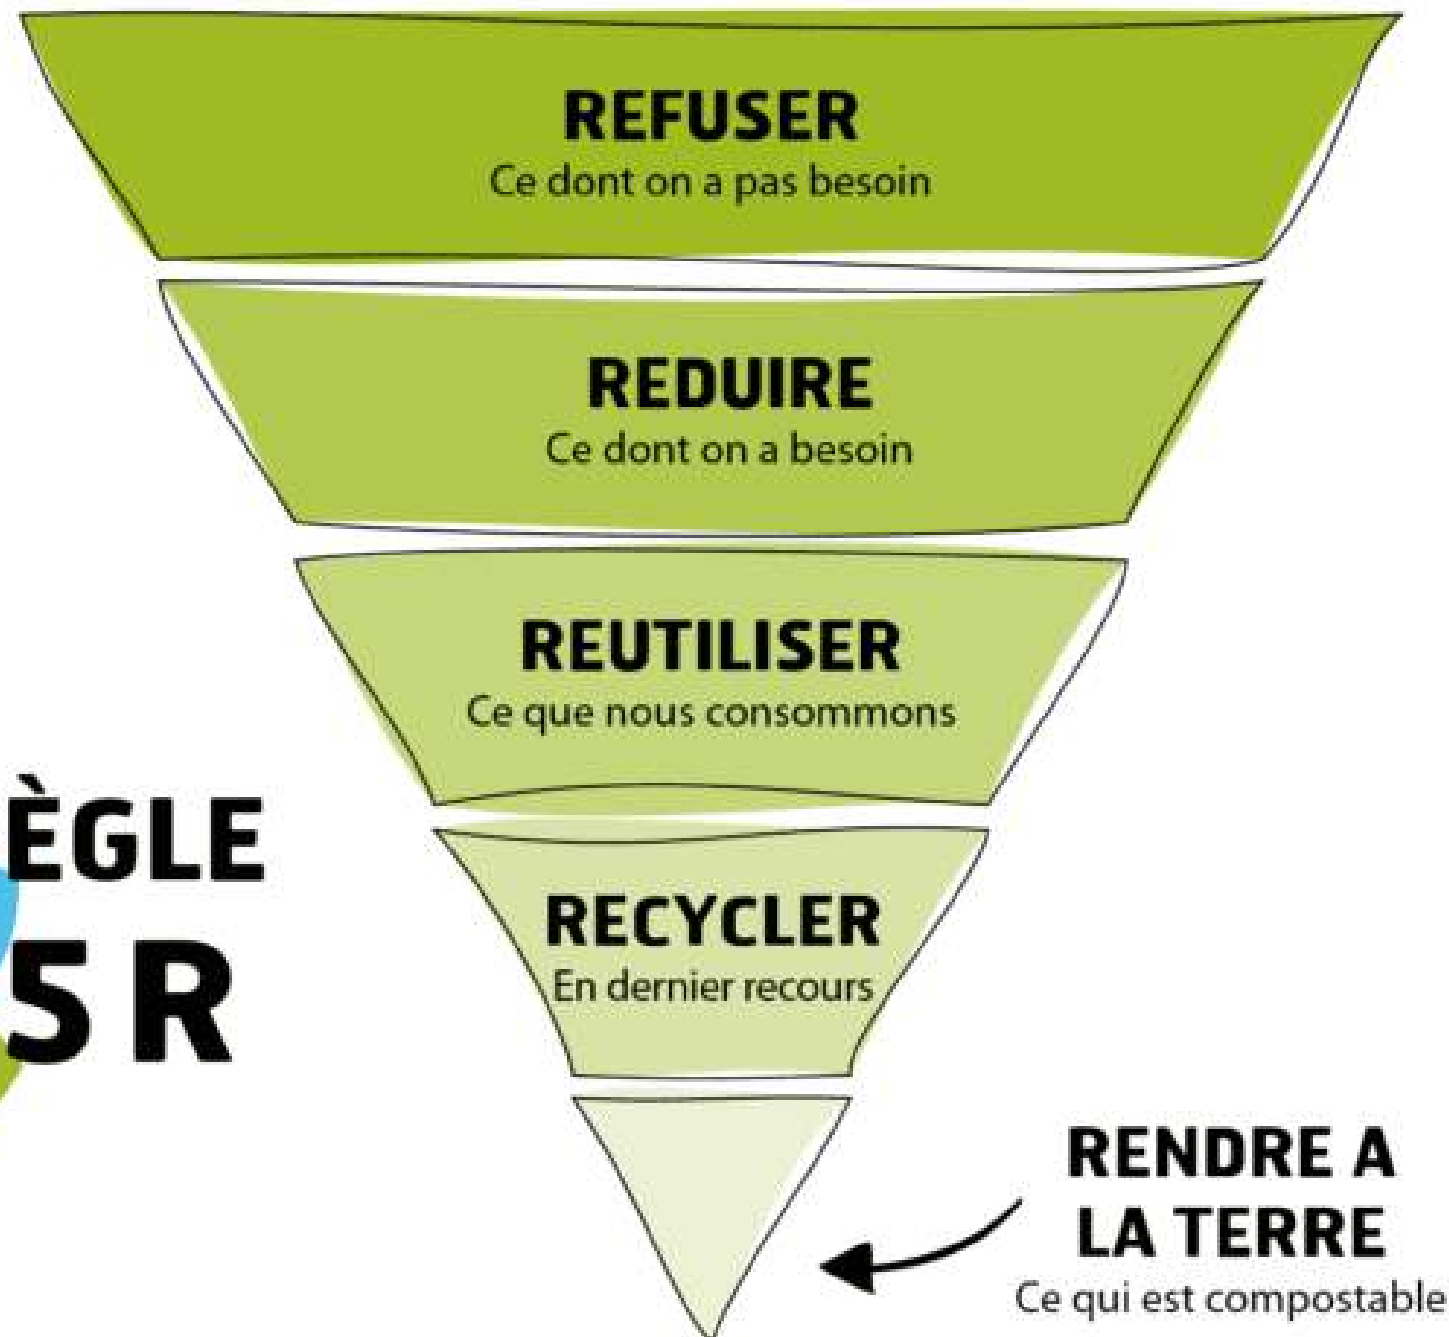 REFUSER
Ce dont on a pas besoin
REDUIRE
Ce dont on a besoin
REUTILISER
Ce que nous consommons
ÈGLE
5 R
RECYCLER
En dernier recours
RENDRE A
LA TERRE
Ce qui est compostable